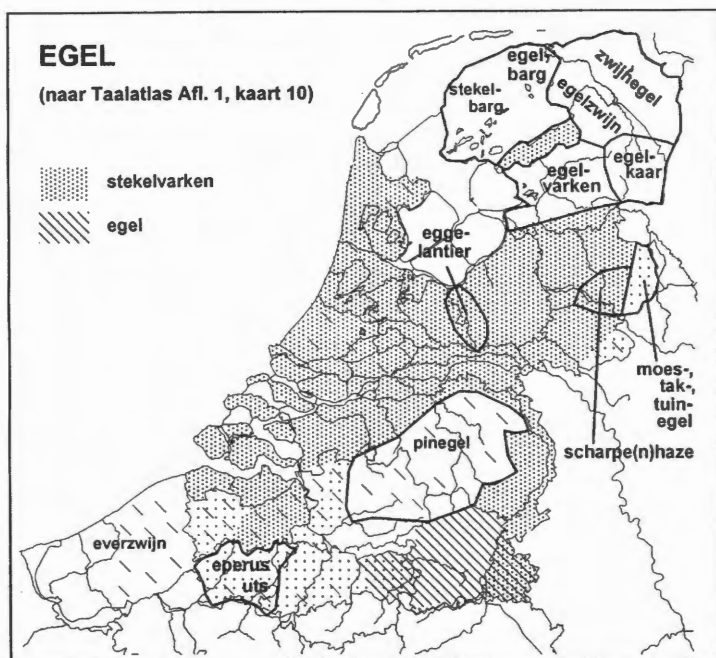 EGEL
(naar Taalatlas Afl. 1, kaart 10)
stekelvarken
egel
egel-
barg
stekel-
barg
zwijnegel
egelzwijn
egel-
varken
egel-
kaar
egge-
lantier
moes-,
tak-,
tuin-
egel
scharpe(n)haze
pinegel
everzwijn
eperus
uts